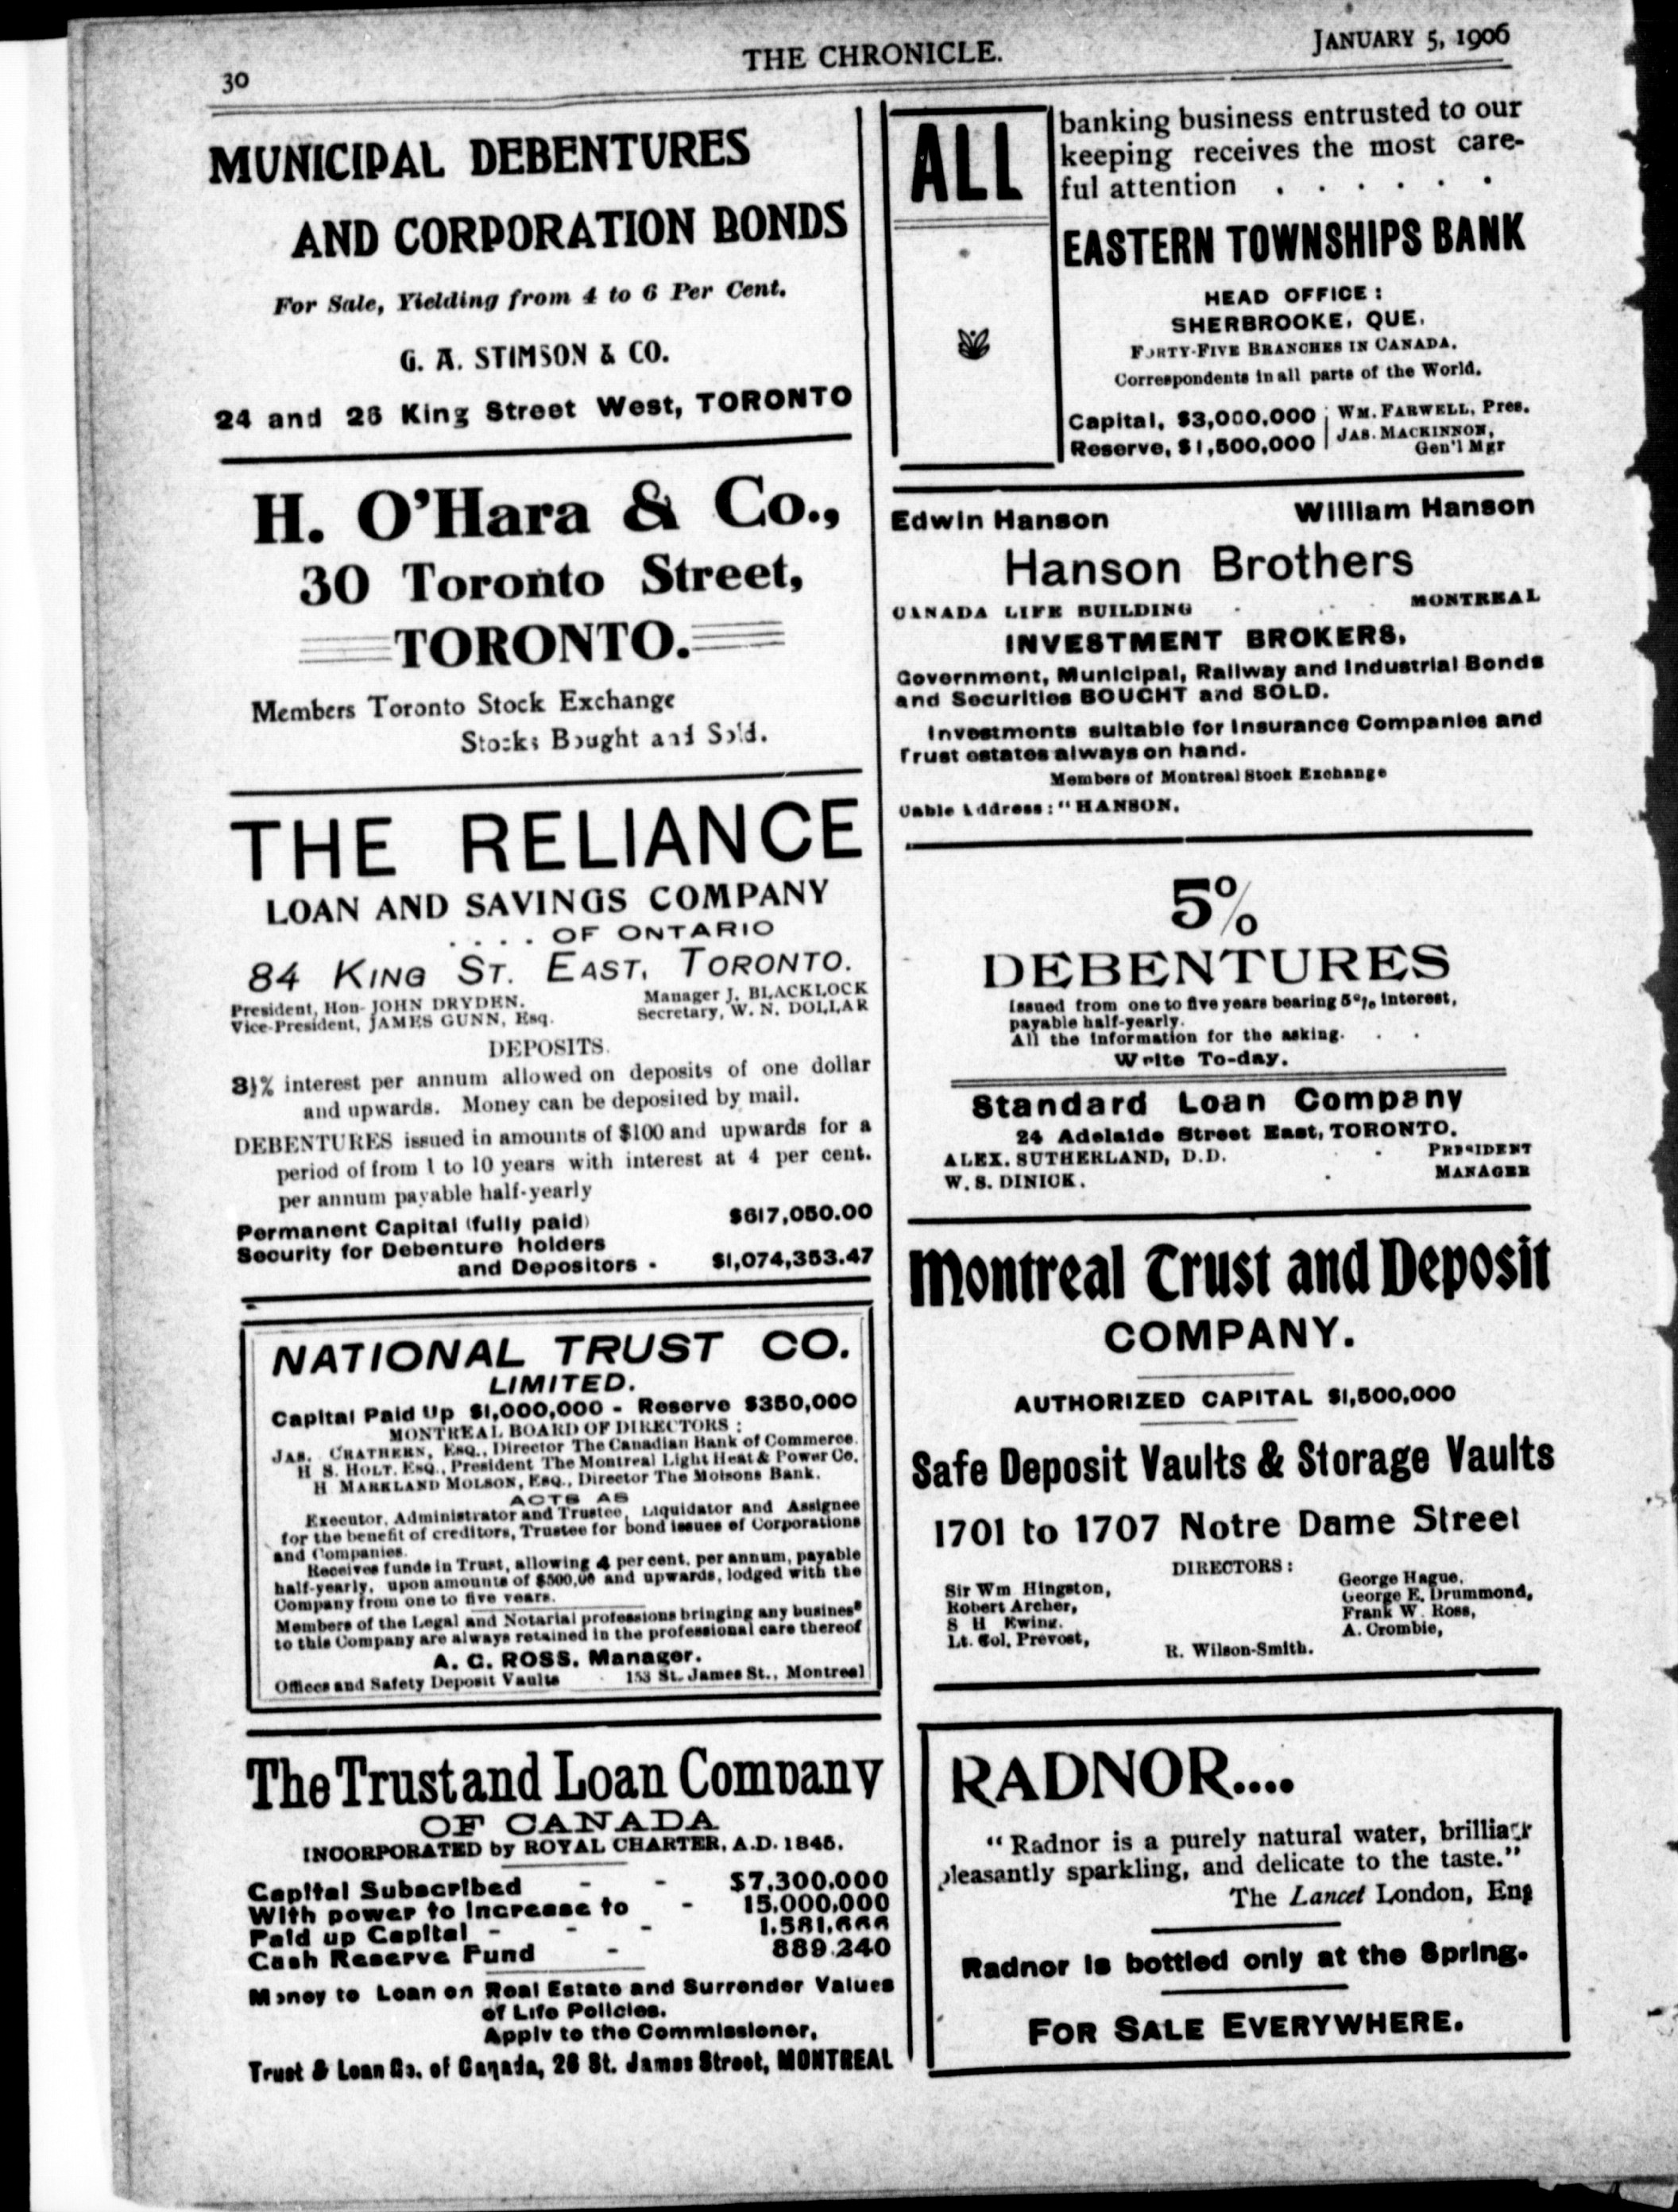 30
THE CHRONICLE.
JANUARY 5, 1906
MUNICIPAL DEBENTURES
AND CORPORATION BONDS
For Sale, Yielding from 4 to 6 Per Cent.
G. A. STIMSON & CO.
24 and 26 King Street West, TORONTO
H. O'Hara & Co.,
30 Toronto Street,
TORONTO.
Members Toronto Stock Exchange
Stocks Bought and Sold.
THE RELIANCE
LOAN AND SAVINGS COMPANY
. . . . OF ONTARIO
84 KING ST. EAST, TORONTO.
President, Hon- JOHN DRYDEN.
Manager J. BLACKLOCK
Vice-President, JAMES GUNN, Esq.
Secretary, W. N. DOLLAR
DEPOSITS.
3½% interest per annum allowed on deposits of one dollar
and upwards. Money can be deposited by mail.
DEBENTURES issued in amounts of $100 and upwards for a
period of from 1 to 10 years with interest at 4 per cent.
per annum payable half-yearly
Permanent Capital (fully paid) $617,050.00
Security for Debenture holders
and Depositors - $1,074,353.47
NATIONAL TRUST CO.
LIMITED.
Capital Paid Up $1,000,000 - Reserve $350,000
MONTREAL BOARD OF DIRECTORS :
JAS. CRATHERN, ESQ., Director The Canadian Bank of Commerce.
H S. HOLT. ESQ., President The Montreal Light Heat & Power Co.
H MARKLAND MOLSON, ESQ., Director The Molsons Bank.
ACTS AS
Executor, Administrator and Trustee, Liquidator and Assignee
for the benefit of creditors, Trustee for bond issues of Corporations
and Companies.
Receives funds in Trust, allowing 4 per cent. per annum, payable
half-yearly, upon amounts of $500,00 and upwards, lodged with the
Company from one to five years.
Members of the Legal and Notarial professions bringing any business
to this Company are always retained in the professional care thereof
A. C. ROSS. Manager.
Offices and Safety Deposit Vaults 153 St. James St., Montreal
The Trust and Loan Company
OF CANADA
INCORPORATED by ROYAL CHARTER, A.D. 1845.
Capital Subscribed - - $7,300,000
With power to increase to - 15,000,000
Paid up Capital - - - 1,581,666
Cash Reserve Fund - 889.240
Money to Loan on Real Estate and Surrender Values
of Life Policies.
Apply to the Commissioner,
Trust & Loan Co. of Canada, 26 St. James Street, MONTREAL
ALL
banking business entrusted to our
keeping receives the most care-
ful attention . . . . . .
EASTERN TOWNSHIPS BANK
HEAD OFFICE :
SHERBROOKE, QUE.
FORTY-FIVE BRANCHES IN CANADA.
Correspondents in all parts of the World.
Capital, $3,000,000
Reserve, $1,500,000
WM. FARWELL, Pres.
JAS. MACKINNON,
Gen'l Mgr
Edwin Hanson William Hanson
Hanson Brothers
CANADA LIFE BUILDING - MONTREAL
INVESTMENT BROKERS,
Government, Municipal, Railway and Industrial Bonds
and Securities BOUGHT and SOLD.
Investments suitable for Insurance Companies and
Trust estates always on hand.
Members of Montreal Stock Exchange
Cable Address : "HANSON.
5%
DEBENTURES
Issued from one to five years bearing 5% interest,
payable half-yearly.
All the information for the asking. . .
Write To-day.
Standard Loan Company
24 Adelaide Street East, TORONTO.
ALEX. SUTHERLAND, D.D. - PRESIDENT
W. S. DINICK. . MANAGER
Montreal Trust and Deposit
COMPANY.
AUTHORIZED CAPITAL $1,500,000
Safe Deposit Vaults & Storage Vaults
1701 to 1707 Notre Dame Street
DIRECTORS :
Sir Wm Hingston,
Robert Archer,
S H Ewing.
Lt. Col. Prevost,
George Hague,
George E. Drummond,
Frank W. Ross,
A. Crombie,
R. Wilson-Smith.
RADNOR....
"Radnor is a purely natural water, brilliant
pleasantly sparkling, and delicate to the taste."
The Lancet London, Eng
Radnor is bottled only at the Spring.
FOR SALE EVERYWHERE.